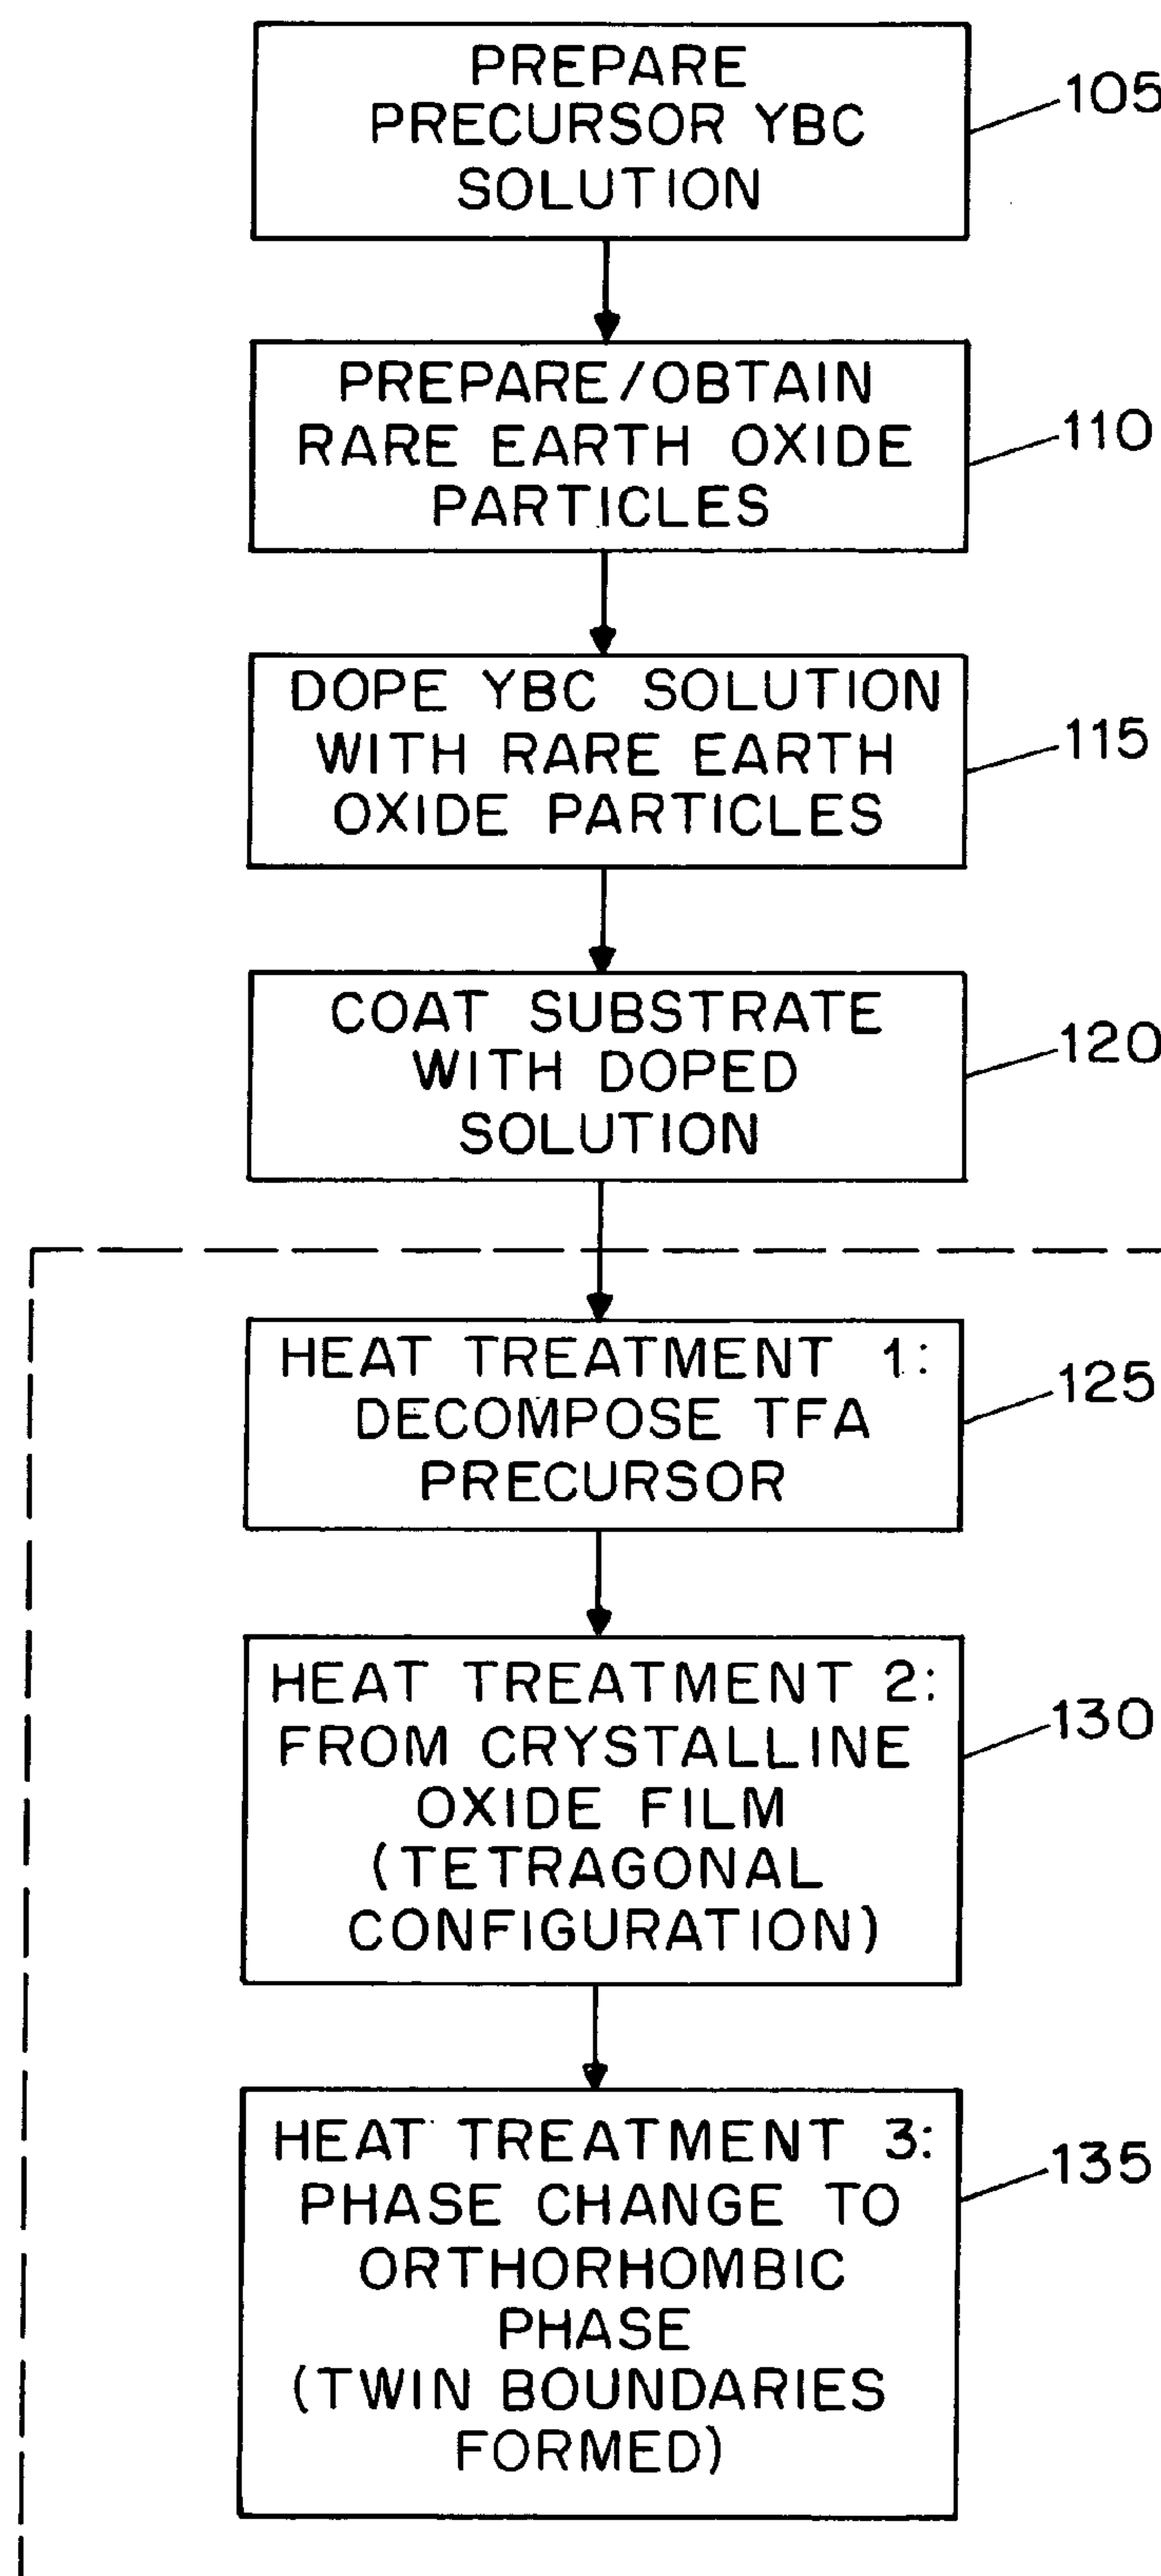 PREPARE
PRECURSOR YBC
SOLUTION
105
PREPARE/OBTAIN
RARE EARTH OXIDE
PARTICLES
110
DOPE YBC SOLUTION
WITH RARE EARTH
OXIDE PARTICLES
115
COAT SUBSTRATE
WITH DOPED
SOLUTION
120
HEAT TREATMENT 1:
DECOMPOSE TFA
PRECURSOR
125
HEAT TREATMENT 2:
FROM CRYSTALLINE
OXIDE FILM
(TETRAGONAL
CONFIGURATION)
130
HEAT TREATMENT 3:
PHASE CHANGE TO
ORTHORHOMBIC
PHASE
(TWIN BOUNDARIES
FORMED)
135